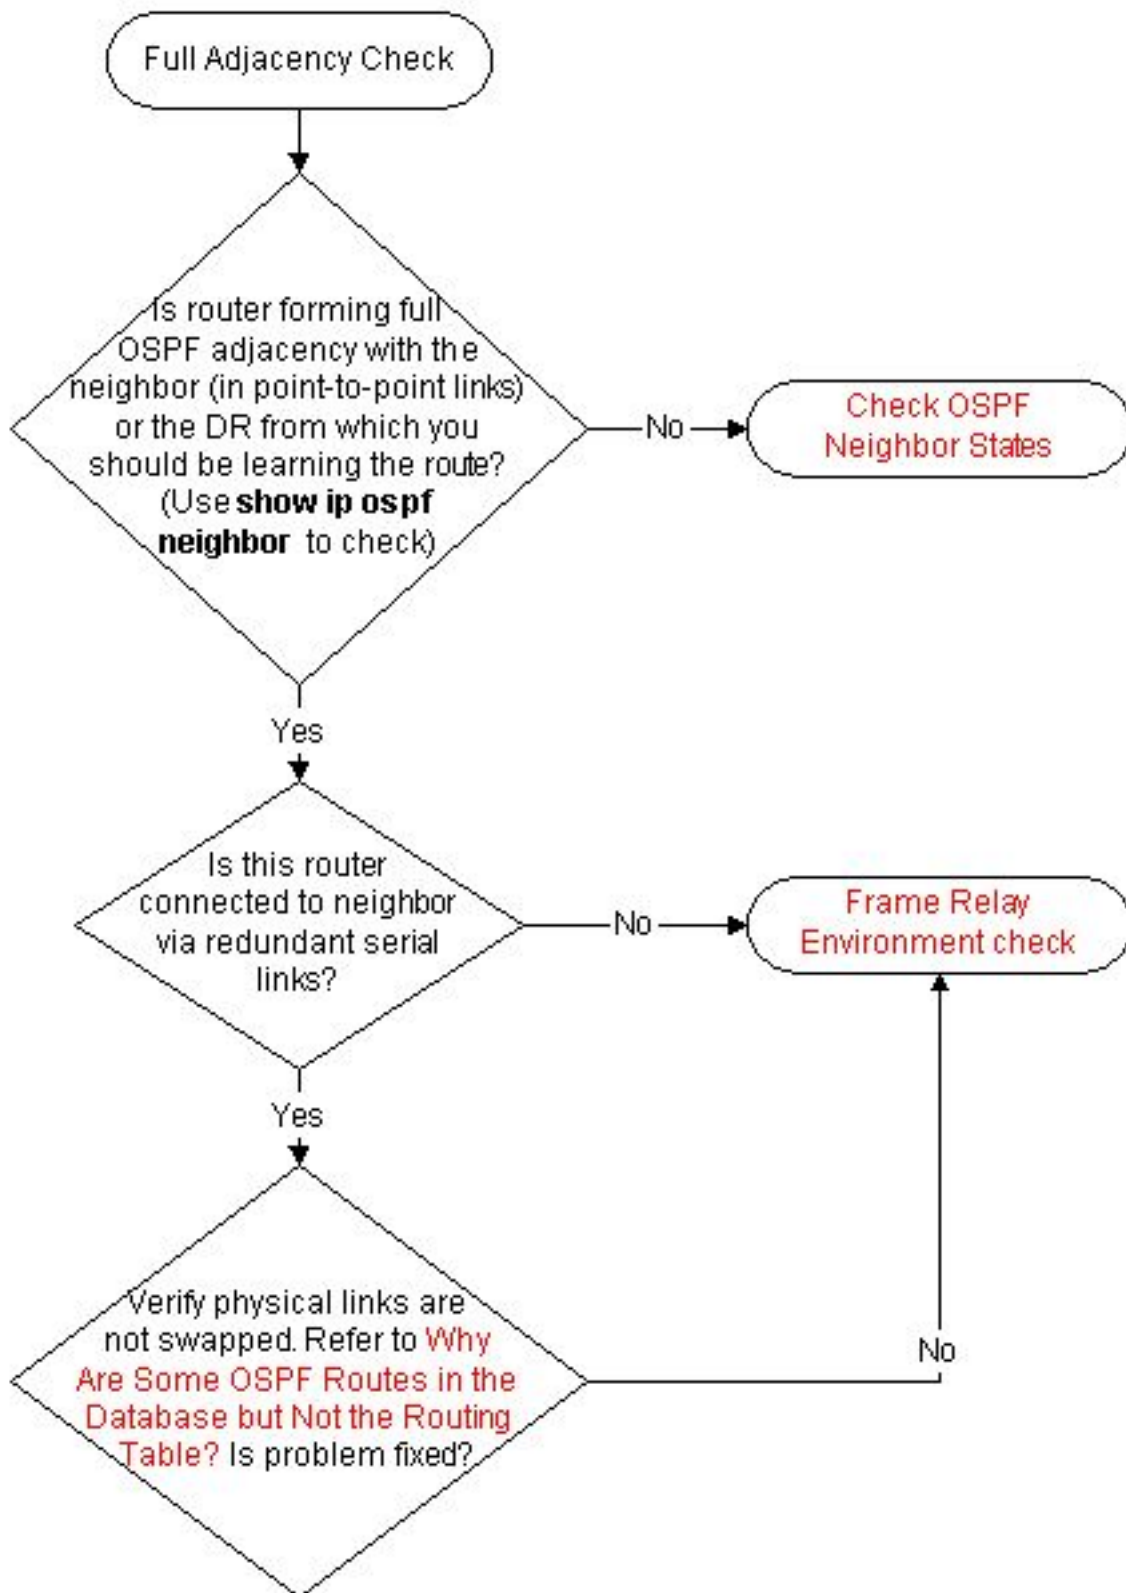 Full Adjacency Check
Is router forming full
OSPF adjacency with the
neighbor (in point-to-point links)
or the DR from which you
should be learning the route?
(Use show ip ospf
neighbor to check)
No
Check OSPF
Neighbor States
Yes
Is this router
connected to neighbor
via redundant serial
links?
No
Frame Relay
Environment check
Yes
Verify physical links are
not swapped. Refer to Why
Are Some OSPF Routes in the
Database but Not the Routing
Table? Is problem fixed?
No